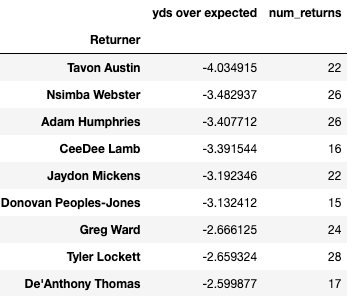 yds over expected num_returns
Returner
Tavon Austin -4.034915 22
Nsimba Webster -3.482937 26
Adam Humphries -3.407712 26
CeeDee Lamb -3.391544 16
Jaydon Mickens -3.192346 22
Donovan Peoples-Jones -3.132412 15
Greg Ward -2.666125 24
Tyler Lockett -2.659324 28
De'Anthony Thomas -2.599877 17